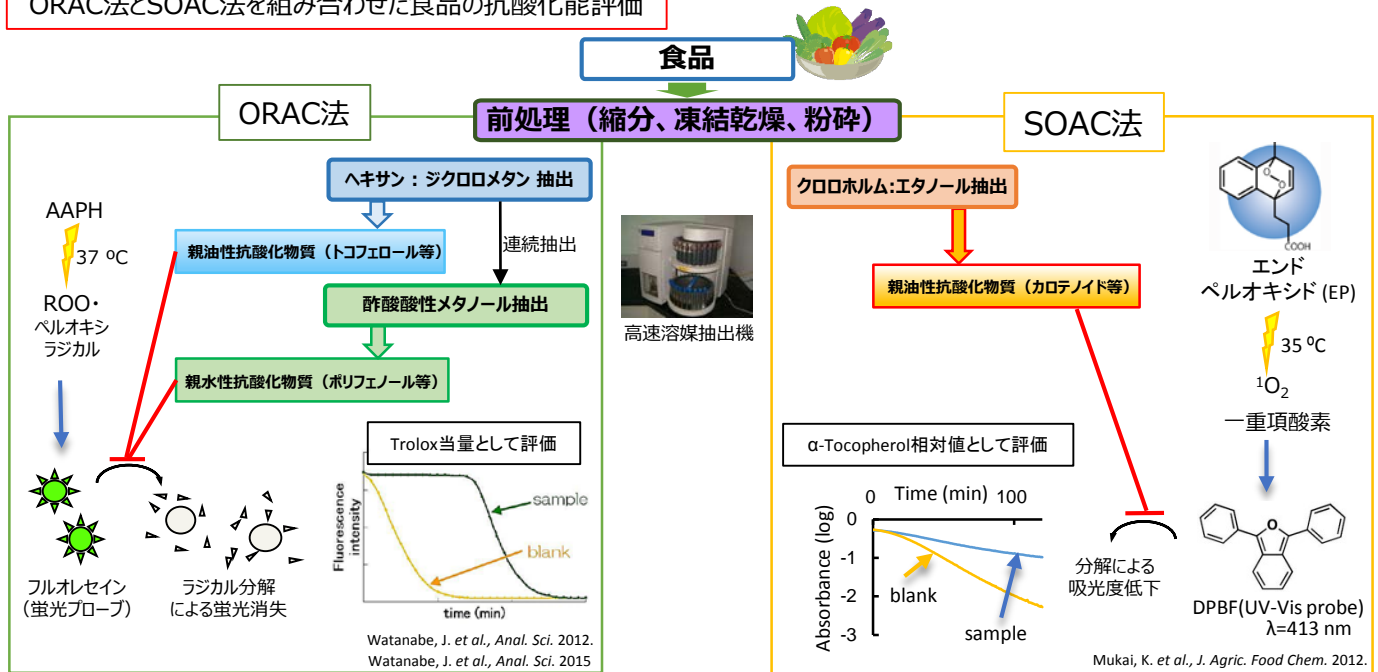 ORAC法とSOAC法を組み合わせた食品の抗酸化能評価
食品
前処理（縮分、凍結乾燥、粉砕）
ORAC法
ヘキサン：ジクロロメタン 抽出
連続抽出
親油性抗酸化物質（トコフェロール等）
酢酸酸性メタノール抽出
親水性抗酸化物質（ポリフェノール等）
AAPH
37 ⁰C
ROO・
ペルオキシ
ラジカル
フルオレセイン
（蛍光プローブ）
ラジカル分解
による蛍光消失
Trolox当量として評価
Fluorescence
intensity
sample
blank
time (min)
Watanabe, J. et al., Anal. Sci. 2012.
Watanabe, J. et al., Anal. Sci. 2015
高速溶媒抽出機
SOAC法
クロロホルム:エタノール抽出
親油性抗酸化物質（カロテノイド等）
O
O
COOH
エンド
ペルオキシド (EP)
35 ⁰C
¹O₂
一重項酸素
α-Tocopherol相対値として評価
0 Time (min) 100
Absorbance (log)
0
-1
-2
-3
blank
sample
分解による
吸光度低下
O
DPBF(UV-Vis probe)
λ=413 nm
Mukai, K. et al., J. Agric. Food Chem. 2012.